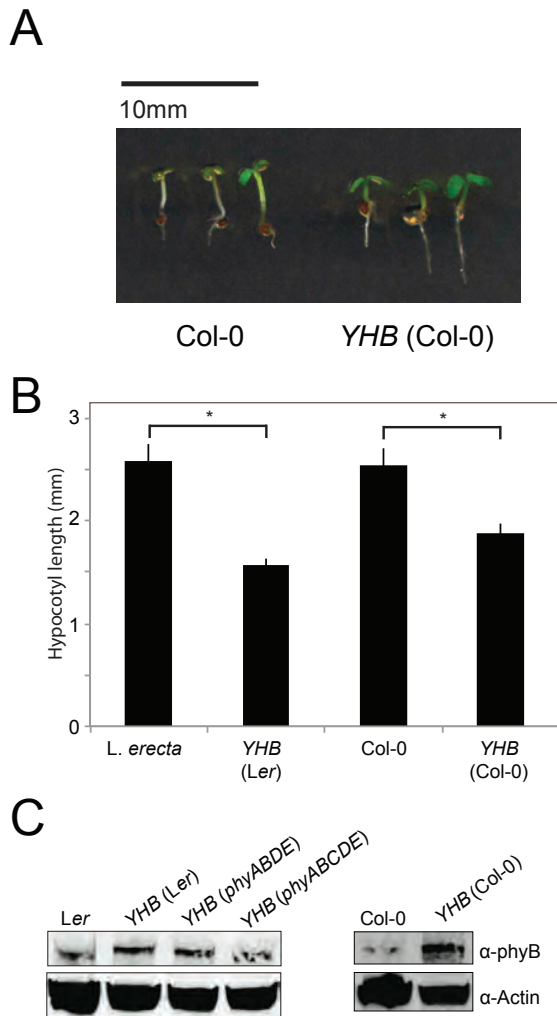 A
10mm
Col-0 YHB (Col-0)
B
Hypocotyl length (mm)
3
2
1
0
*
*
L. erecta YHB Col-0 YHB
(Ler) (Col-0)
C
Ler YHB (Ler) YHB (phyABDE) YHB (phyABCDE) Col-0 YHB (Col-0)
α-phyB
α-Actin